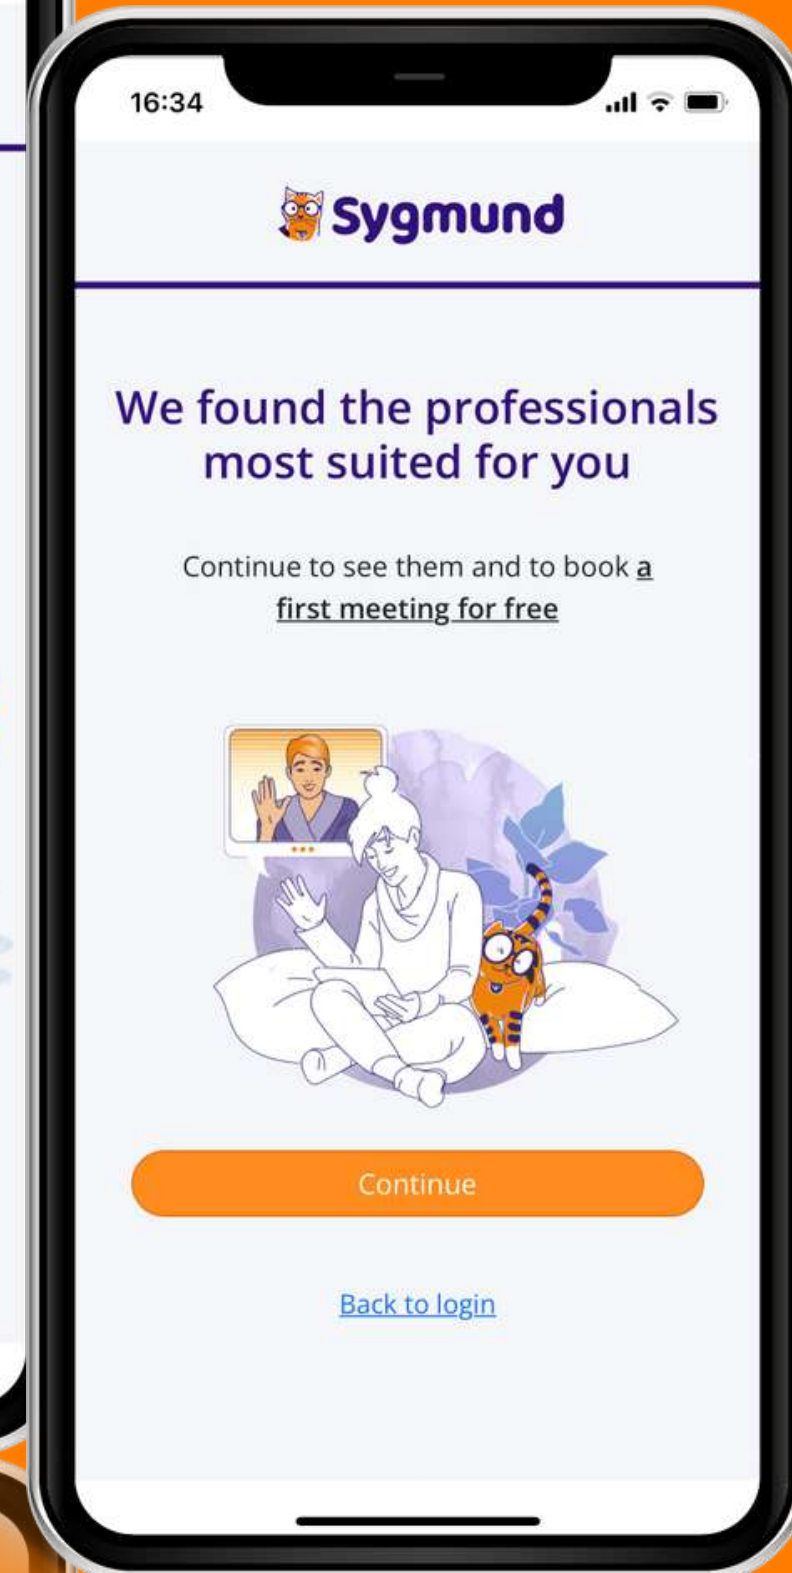 16:34
Sygmund
We found the professionals
most suited for you
Continue to see them and to book a
first meeting for free
Continue
Back to login